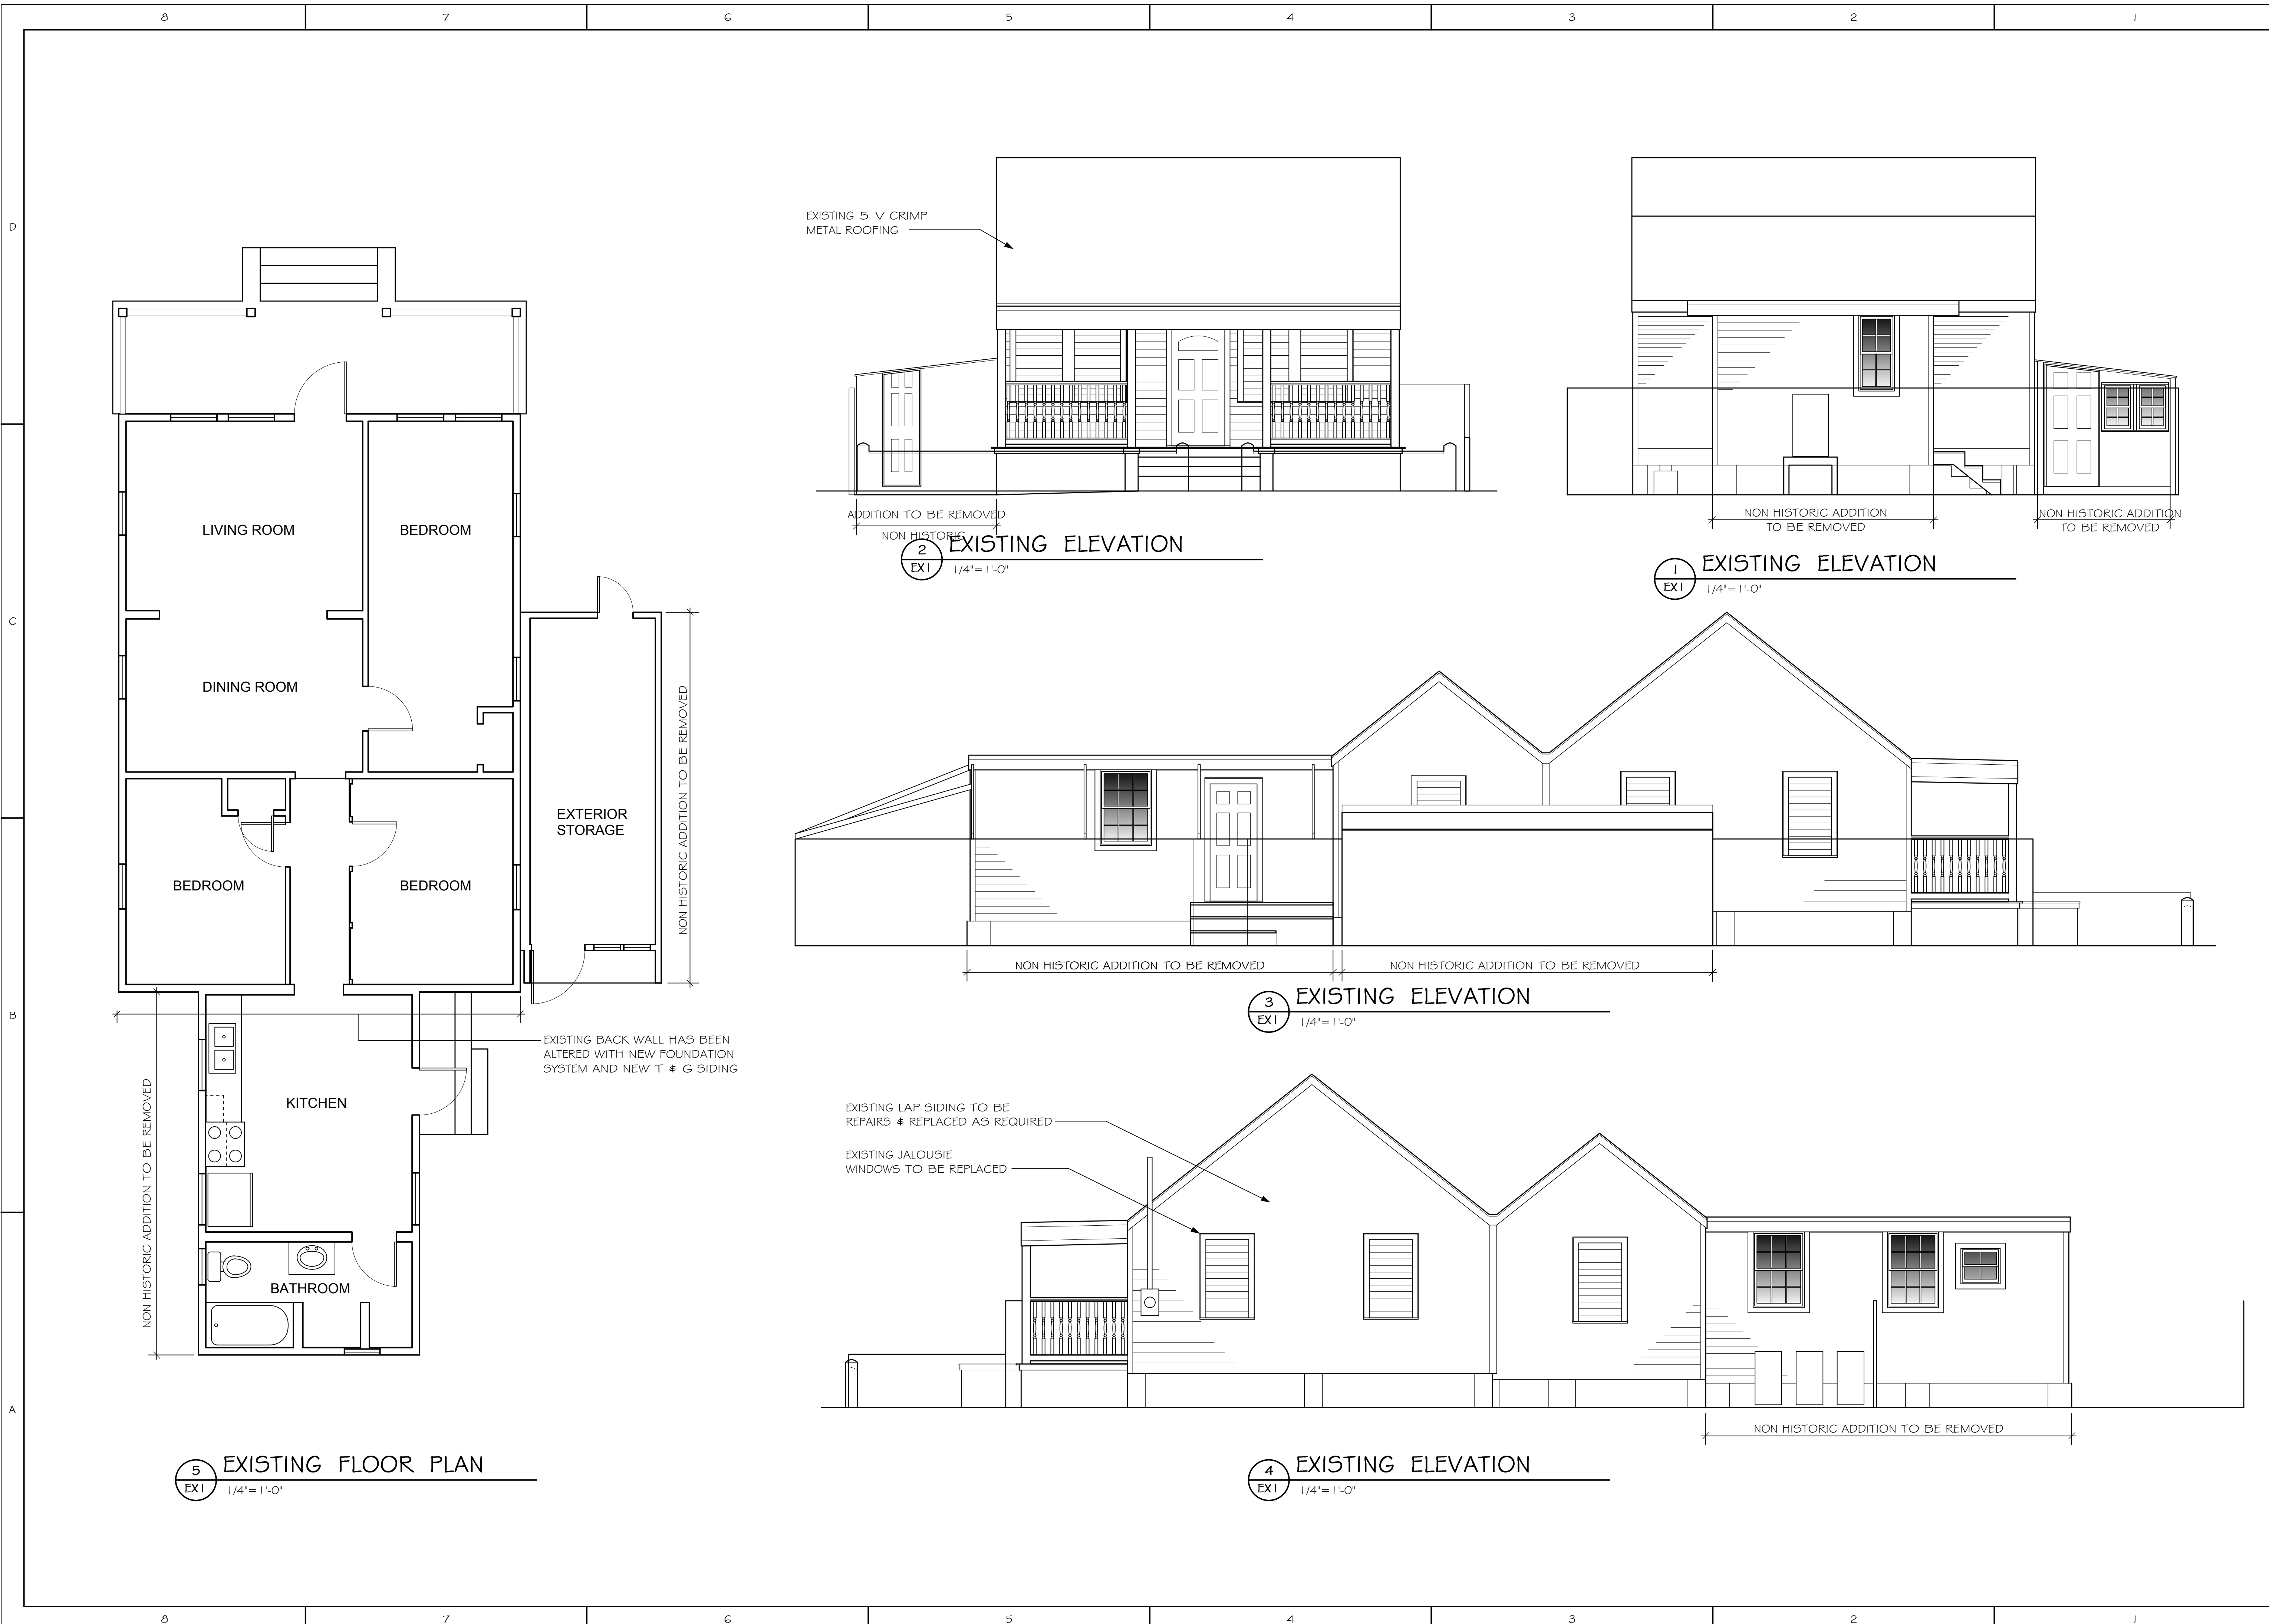 8 7 6 5 4 3 2 1
D
C
B
A
LIVING ROOM
BEDROOM
DINING ROOM
EXTERIOR
STORAGE
BEDROOM
BEDROOM
NON HISTORIC ADDITION TO BE REMOVED
EXISTING BACK WALL HAS BEEN
ALTERED WITH NEW FOUNDATION
SYSTEM AND NEW T & G SIDING
KITCHEN
BATHROOM
NON HISTORIC ADDITION TO BE REMOVED
5
EX1
EXISTING FLOOR PLAN
1/4"=1'-0"
EXISTING 5 V CRIMP
METAL ROOFING
ADDITION TO BE REMOVED
NON HISTORIC
2
EX1
EXISTING ELEVATION
1/4"=1'-0"
NON HISTORIC ADDITION
TO BE REMOVED
NON HISTORIC ADDITION
TO BE REMOVED
1
EX1
EXISTING ELEVATION
1/4"=1'-0"
NON HISTORIC ADDITION TO BE REMOVED
NON HISTORIC ADDITION TO BE REMOVED
3
EX1
EXISTING ELEVATION
1/4"=1'-0"
EXISTING LAP SIDING TO BE
REPAIRS & REPLACED AS REQUIRED
EXISTING JALOUSIE
WINDOWS TO BE REPLACED
NON HISTORIC ADDITION TO BE REMOVED
4
EX1
EXISTING ELEVATION
1/4"=1'-0"
8 7 6 5 4 3 2 1